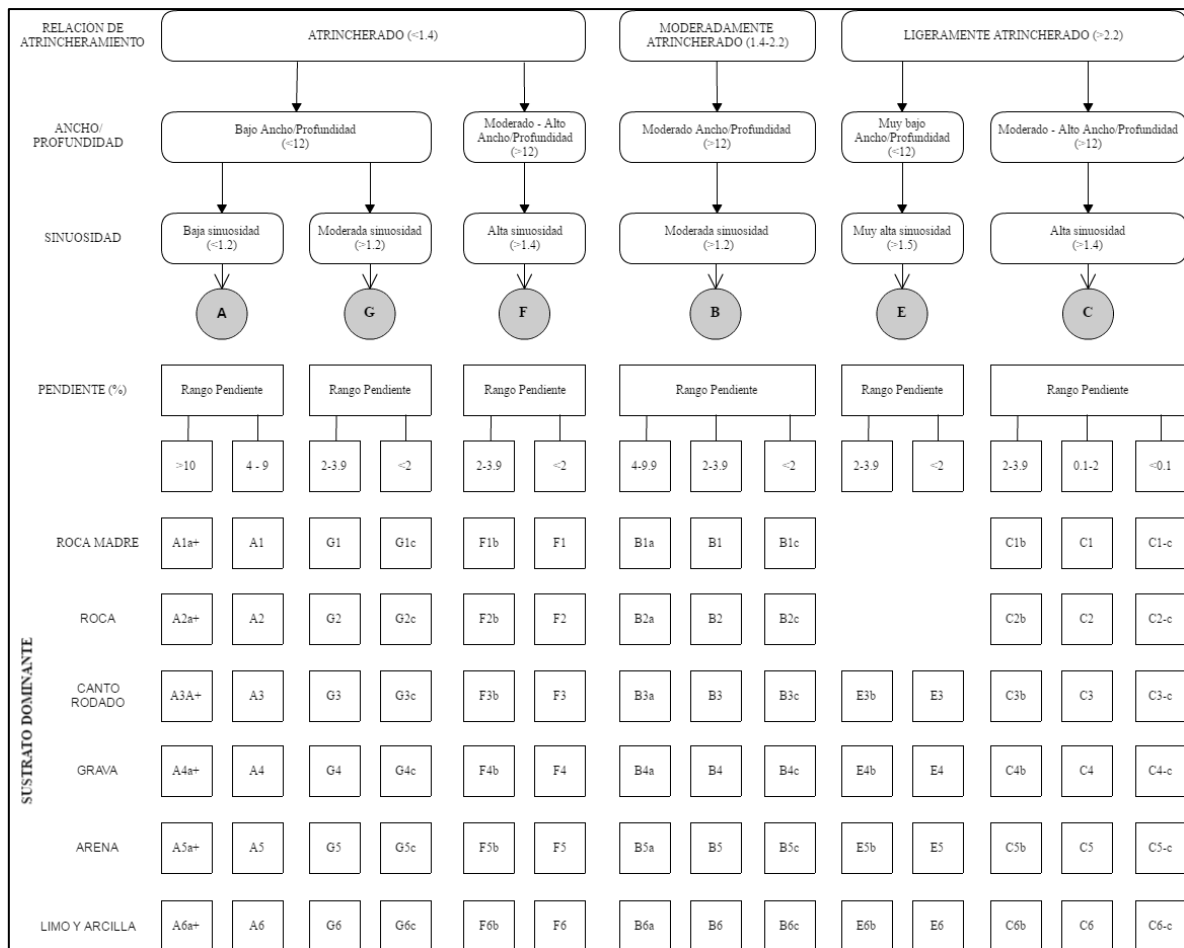 RELACIÓN DE
ATRINCHERAMIENTO
ATRINCHERADO (<1.4)
MODERADAMENTE
ATRINCHERADO (1.4-2.2)
LIGERAMENTE ATRINCHERADO (>2.2)
ANCHO/
PROFUNDIDAD
Bajo Ancho/Profundidad
(<12)
Moderado - Alto
Ancho/Profundidad
(>12)
Moderado Ancho/Profundidad
(>12)
Muy bajo
Ancho/Profundidad
(<12)
Moderado - Alto Ancho/Profundidad
(>12)
SINUOSIDAD
Baja sinuosidad
(<1.2)
Moderada sinuosidad
(>1.2)
Alta sinuosidad
(>1.4)
Moderada sinuosidad
(>1.2)
Muy alta sinuosidad
(>1.5)
Alta sinuosidad
(>1.4)
A G F B E C
PENDIENTE (%)
Rango Pendiente Rango Pendiente Rango Pendiente Rango Pendiente Rango Pendiente Rango Pendiente
>10 4 - 9 2-3.9 <2 2-3.9 <2 4-9.9 2-3.9 <2 2-3.9 <2 2-3.9 0.1-2 <0.1
SUSTRATO DOMINANTE
ROCA MADRE A1a+ A1 G1 G1c F1b F1 B1a B1 B1c C1b C1 C1-c
ROCA A2a+ A2 G2 G2c F2b F2 B2a B2 B2c C2b C2 C2-c
CANTO
RODADO A3A+ A3 G3 G3c F3b F3 B3a B3 B3c E3b E3 C3b C3 C3-c
GRAVA A4a+ A4 G4 G4c F4b F4 B4a B4 B4c E4b E4 C4b C4 C4-c
ARENA A5a+ A5 G5 G5c F5b F5 B5a B5 B5c E5b E5 C5b C5 C5-c
LIMO Y ARCILLA A6a+ A6 G6 G6c F6b F6 B6a B6 B6c E6b E6 C6b C6 C6-c